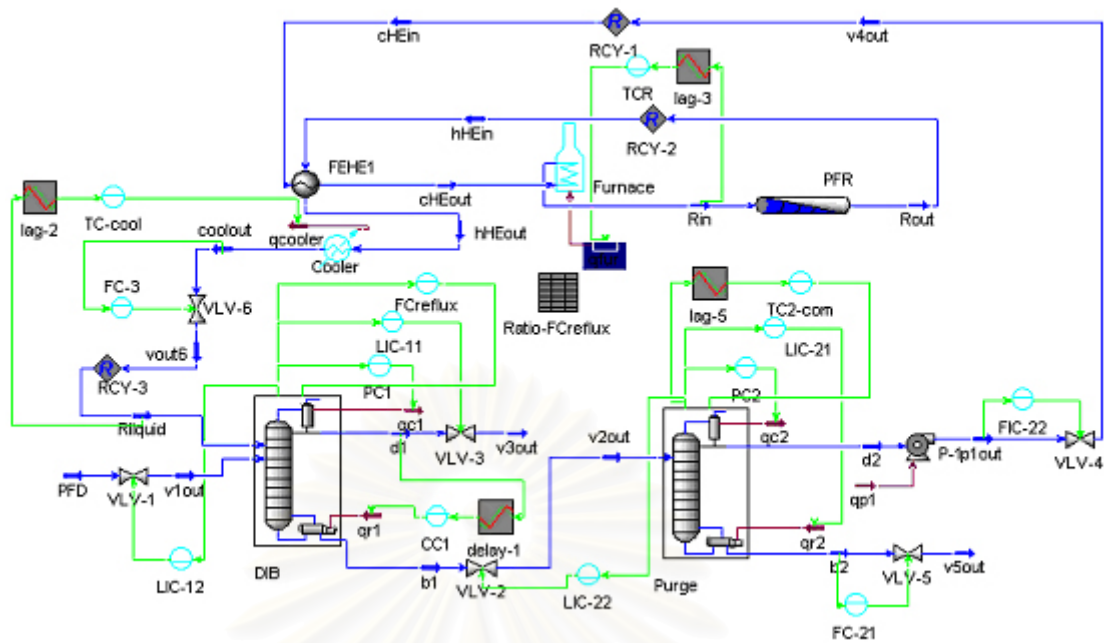 cHEin
RCY-1
v4out
TCR
lag-3
hHEin
RCY-2
FEHE1
Furnace
PFR
cHEout
Rin
Rout
lag-2
TC-cool
coolout
qcooler
hHEout
Cooler
qfur
FC-3
VLV-6
FCreflux
Ratio-FCreflux
lag-5
TC2-com
LIC-11
LIC-21
vout6
RCY-3
PC1
PC2
Rliquid
qc1
d1
VLV-3
v3out
v2out
qc2
d2
P-1
p1out
FIC-22
VLV-4
PFD
VLV-1
v1out
qp1
qr1
CC1
delay-1
qr2
LIC-12
DIB
b1
VLV-2
LIC-22
Purge
b2
VLV-5
v5out
FC-21